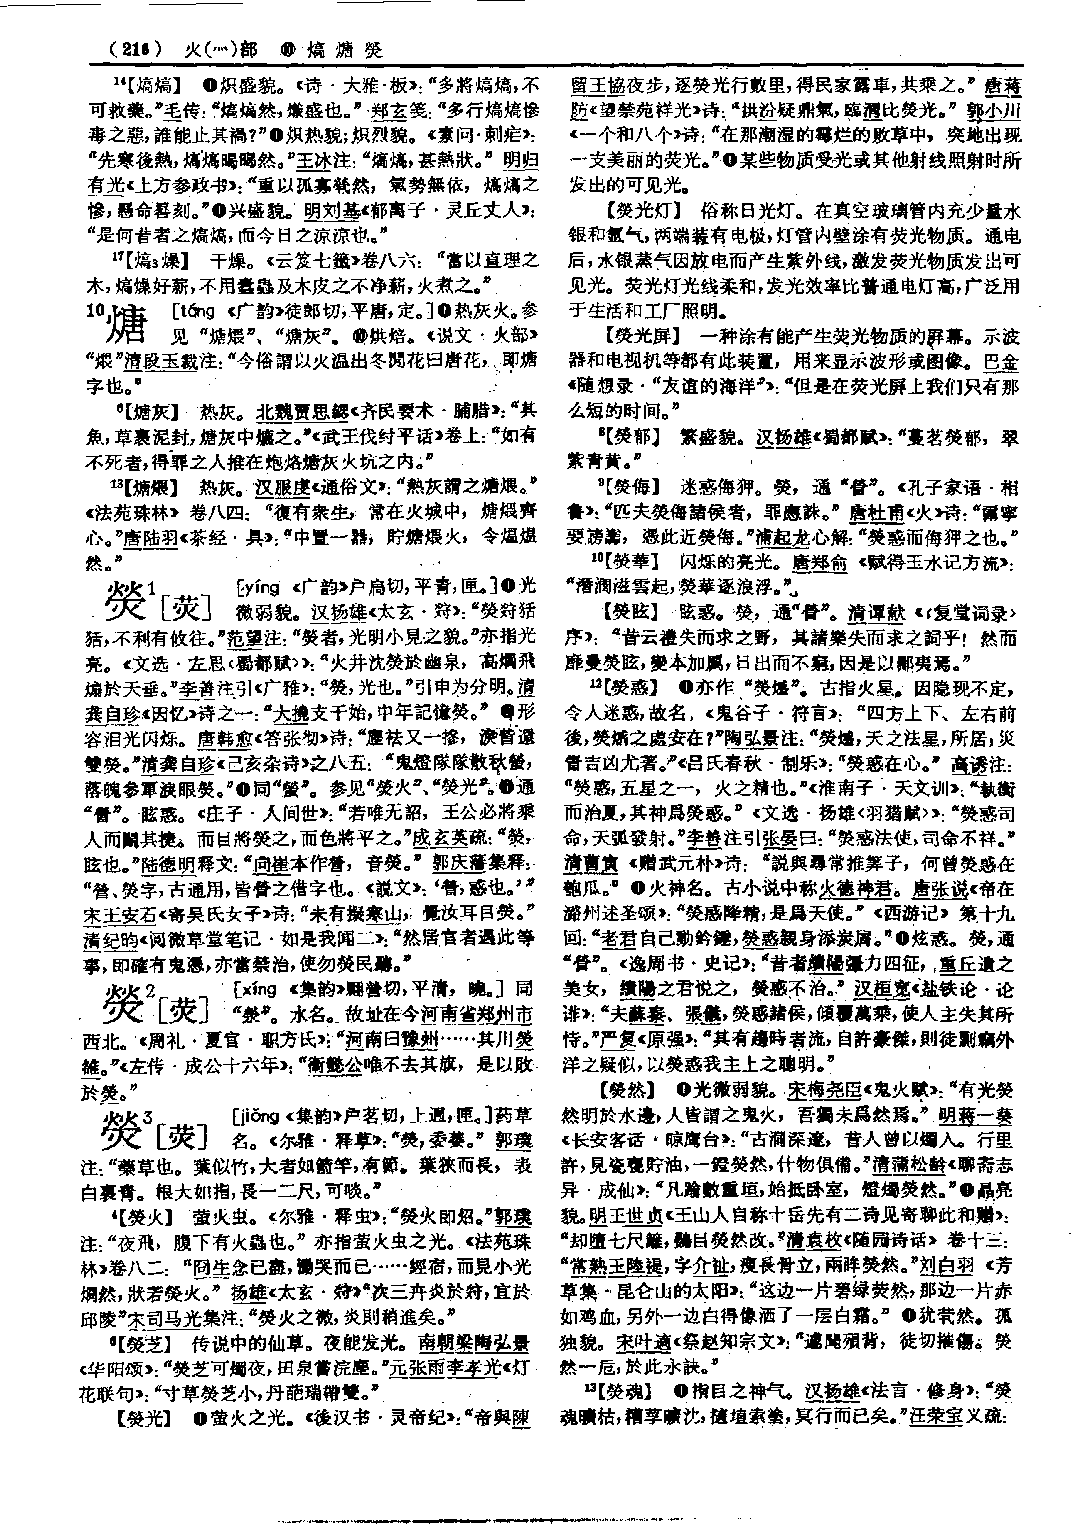 （216） 火(灬)部 ⑩ 熇 煻 熒
14【熇熇】 ❶炽盛貌。《诗·大雅·板》：“多將熇熇，不
可救藥。”毛传：“熇熇然，熾盛也。”郑玄笺：“多行熇熇慘
毒之惡，誰能止其禍？”❷炽热貌；炽烈貌。《素问·刺疟》：
“先寒後熱，熇熇暍暍然。”王冰注：“熇熇，甚熱狀。”明归
有光《上方参政书》：“重以孤寡煢然，氣勢無依，熇熇之
慘，懸命晷刻。”❸兴盛貌。明刘基《郁离子·灵丘丈人》：
“是何昔者之熇熇，而今日之凉凉也。”
17【熇燥】 干燥。《云笈七籖》卷八六：“當以直理之
木，熇燥好薪，不用蠹蟲及木皮之不净薪，火煮之。”
10煻 [táng 《广韵》徒郎切，平唐，定。]❶热灰火。参
见“煻煨”、“煻灰”。❷烘焙。《说文·火部》
“煨”清段玉裁注：“今俗謂以火温出冬閒花曰唐花，即煻
字也。”
6【煻灰】 热灰。北魏贾思勰《齐民要术·脯腊》：“其
魚，草裹泥封，煻灰中爊之。”《武王伐纣平话》卷上：“如有
不死者，得罪之人推在炮烙煻灰火坑之内。”
13【煻煨】 热灰。汉服虔《通俗文》：“熱灰謂之煻煨。”
《法苑珠林》卷八四：“復有衆生，常在火城中，煻煨齊
心。”唐陆羽《茶经·具》：“中置一器，貯煻煨火，令熅熅
然。”
熒1[荧] [yíng 《广韵》户扃切，平青，匣。]❶光
微弱貌。汉扬雄《太玄·䇂》：“熒䇂狧
狧，不利有攸往。”范望注：“熒者，光明小見之貌。”亦指光
亮。《文选·左思〈蜀都赋〉》：“火井沈熒於幽泉，高爓飛
煽於天垂。”李善注引《广雅》：“熒，光也。”引申为分明。清
龚自珍《因忆》诗之一：“大撓支干始，中年記憶熒。”❷形
容泪光闪烁。唐韩愈《答张彻》诗：“塵祛又一摻，淚眥還
雙熒。”清龚自珍《己亥杂诗》之八五：“鬼燈隊隊散秋螢，
落魄參軍淚眼熒。”❸同“螢”。参见“熒火”、“熒光”。❹通
“䁝”。眩惑。《庄子·人间世》：“若唯无詔，王公必將乘
人而鬭其捷。而目將熒之，而色將平之。”成玄英疏：“熒，
眩也。”陆德明释文：“向崔本作䁝，音熒。”郭庆藩集释：
“䁝、熒字，古通用，皆䁝之借字也。《説文》：‘䁝，惑也。’”
宋王安石《寄吴氏女子》诗：“未有擬寒山，覺汝耳目熒。”
清纪昀《阅微草堂笔记·如是我闻二》：“然居官者遇此等
事，即確有鬼憑，亦當禁治，使勿熒民聽。”
熒2[荧] [xíng 《集韵》翾營切，平清，曉。]同
“滎”。水名。故址在今河南省郑州市
西北。《周礼·夏官·职方氏》：“河南曰豫州……其川熒
雒。”《左传·成公十六年》：“衛懿公唯不去其旗，是以敗
於熒。”
熒3[荧] [jiǒng 《集韵》户茗切，上迥，匣。]药草
名。《尔雅·释草》：“熒，委萎。”郭璞
注：“藥草也。葉似竹，大者如箭竿，有節。葉狹而長，表
白裏青。根大如指，長一二尺，可啖。”
4【熒火】 萤火虫。《尔雅·释虫》：“熒火即炤。”郭璞
注：“夜飛，腹下有火蟲也。”亦指萤火虫之光。《法苑珠
林》卷八二：“囧生念已盡，慟哭而已……經宿，而見小光
烱然，狀若熒火。”扬雄《太玄·䇂》“次三卉炎於䇂，宜於
邱陵”宋司马光集注：“熒火之微，炎則稍進矣。”
6【熒芝】 传说中的仙草。夜能发光。南朝梁陶弘景
《华阳颂》：“熒芝可燭夜，田泉嘗浣塵。”元张雨李孝光《灯
花联句》：“寸草熒芝小，丹葩瑞帶雙。”
【熒光】 ❶萤火之光。《後汉书·灵帝纪》：“帝與陳
留王協夜步，逐熒光行數里，得民家露車，共乘之。”唐蒋
防《望禁苑祥光》诗：“拱汾疑鼎氣，臨渭比熒光。”郭小川
《一个和八个》诗：“在那潮湿的霉烂的败草中，突地出现
一支美丽的荧光。”❷某些物质受光或其他射线照射时所
发出的可见光。
【熒光灯】 俗称日光灯。在真空玻璃管内充少量水
银和氩气，两端装有电极，灯管内壁涂有荧光物质。通电
后，水银蒸气因放电而产生紫外线，激发荧光物质发出可
见光。荧光灯光线柔和，发光效率比普通电灯高，广泛用
于生活和工厂照明。
【熒光屏】 一种涂有能产生荧光物质的屏幕。示波
器和电视机等都有此装置，用来显示波形或图像。巴金
《随想录·“友谊的海洋”》：“但是在荧光屏上我们只有那
么短的时间。”
8【熒郁】 繁盛貌。汉扬雄《蜀都赋》：“蔓茗熒郁，翠
紫青黄。”
9【熒侮】 迷惑侮狎。熒，通“䁝”。《孔子家语·相
鲁》：“匹夫熒侮諸侯者，罪應誅。”唐杜甫《火》诗：“爾寧
要謗讟，憑此近熒侮。”浦起龙心解：“熒惑而侮狎之也。”
10【熒華】 闪烁的亮光。唐郑俞《赋得玉水记方流》：
“潛潤滋雲起，熒華逐浪浮。”
【熒眩】 眩惑。熒，通“䁝”。清谭献《〈复堂词录〉
序》：“昔云禮失而求之野，其諸樂失而求之詞乎！然而
靡曼熒眩，變本加厲，日出而不窮，因是以鄙夷焉。”
12【熒惑】 ❶亦作“熒㷄”。古指火星。因隐现不定，
令人迷惑，故名。《鬼谷子·符言》：“四方上下、左右前
後，熒惑之處安在？”陶弘景注：“熒惑，天之法星，所居，災
眚吉凶尤著。”《吕氏春秋·制乐》：“熒惑在心。”高诱注：
“熒惑，五星之一，火之精也。”《淮南子·天文训》：“執衡
而治夏，其神爲熒惑。”《文选·扬雄〈羽猎赋〉》：“熒惑司
命，天弧發射。”李善注引张晏曰：“熒惑法使，司命不祥。”
清曹寅《赠武元朴》诗：“説與尋常推筭子，何曾熒惑在
匏瓜。”❷火神名。古小说中称火德神君。唐张说《帝在
潞州述圣颂》：“熒惑降精，是爲天使。”《西游记》第十九
回：“老君自己動鈐鎚，熒惑親身添炭屑。”❸炫惑。熒，通
“䁝”。《逸周书·史记》：“昔者績陽彊力四征，重丘遺之
美女，績陽之君悦之，熒惑不治。”汉桓宽《盐铁论·论
诽》：“夫蘇秦、張儀，熒惑諸侯，傾覆萬乘，使人主失其所
恃。”严复《原强》：“其有趨時者流，自許豪傑，則徒剽竊外
洋之疑似，以熒惑我主上之聰明。”
【熒然】 ❶光微弱貌。宋梅尧臣《鬼火赋》：“有光熒
然明於水邊，人皆謂之鬼火，吾獨未爲然焉。”明蒋一葵
《长安客话·晾鹰台》：“古澗深邃，昔人曾以燭入。行里
許，見瓷甕貯油，一鐙熒然，什物俱備。”清蒲松龄《聊斋志
异·成仙》：“凡踰數重垣，始抵卧室，燈燭熒然。”❷晶亮
貌。明王世贞《王山人自称十岳先有二诗见寄聊此和赠》：
“却墮七尺籬，鶻目熒然改。”清袁枚《随园诗话》卷十三：
“常熟王陸禔，字介祉，瘦長骨立，兩眸熒然。”刘白羽《芳
草集·昆仑山的太阳》：“这边一片碧绿荧然，那边一片赤
如鸡血，另外一边白得像洒了一层白霜。”❸犹茕然。孤
独貌。宋叶適《祭赵知宗文》：“遽聞殞背，徒切摧傷。熒
然一卮，於此永訣。”
13【熒魂】 ❶指目之神气。汉扬雄《法言·修身》：“熒
魂曠枯，糟莩曠沈，擿埴索塗，冥行而已矣。”汪荣宝义疏：